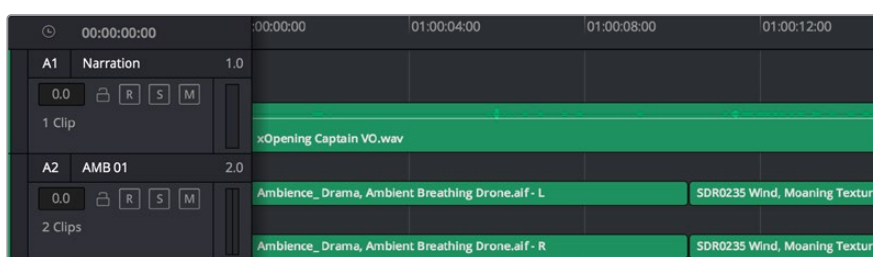 00:00:00:00 :00:00:00 01:00:04:00 01:00:08:00 01:00:12:00
A1 Narration 1.0
0.0 R S M
1 Clip
xOpening Captain VO.wav
A2 AMB 01 2.0
Ambience_ Drama, Ambient Breathing Drone.aif - L SDR0235 Wind, Moaning Textur
0.0 R S M
2 Clips
Ambience_ Drama, Ambient Breathing Drone.aif - R SDR0235 Wind, Moaning Textur